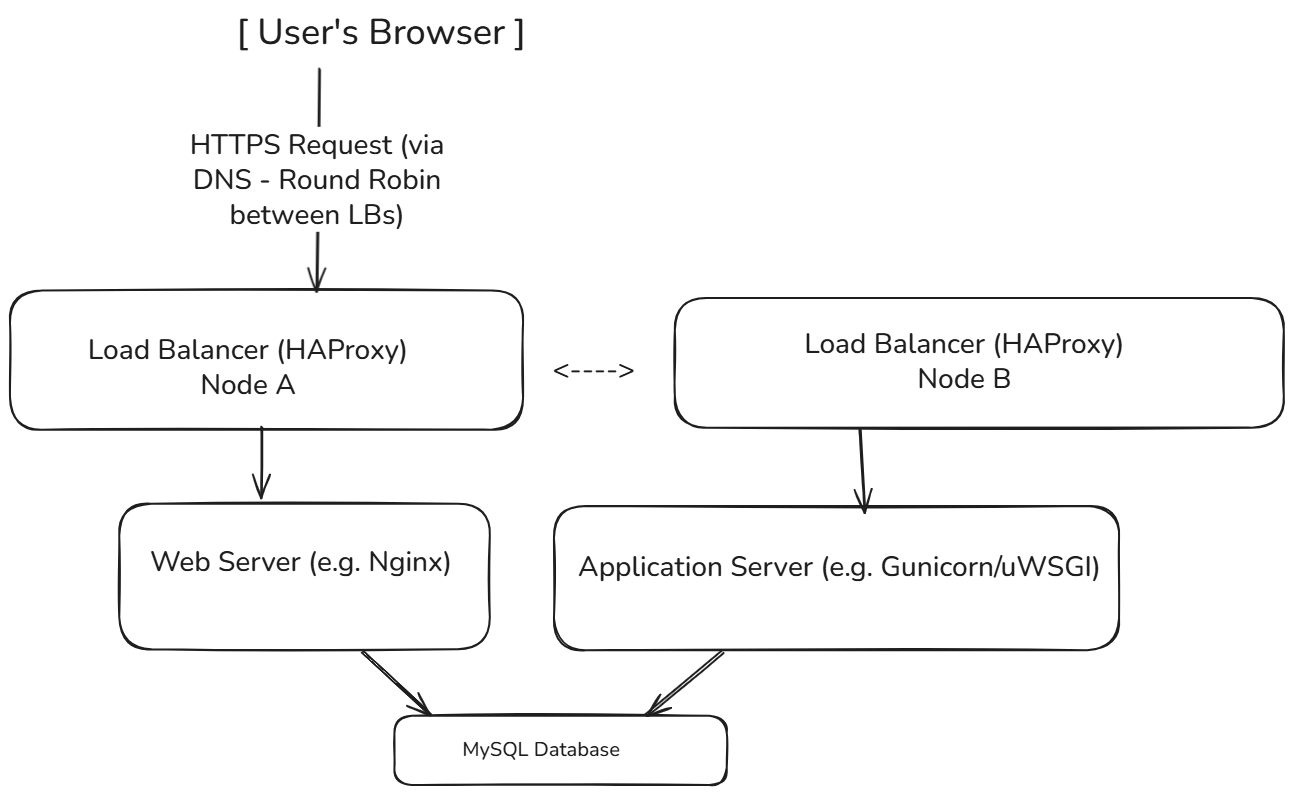 [ User's Browser ]
HTTPS Request (via
DNS - Round Robin
between LBs)
Load Balancer (HAProxy)
Node A
<---->
Load Balancer (HAProxy)
Node B
Web Server (e.g. Nginx)
Application Server (e.g. Gunicorn/uWSGI)
MySQL Database